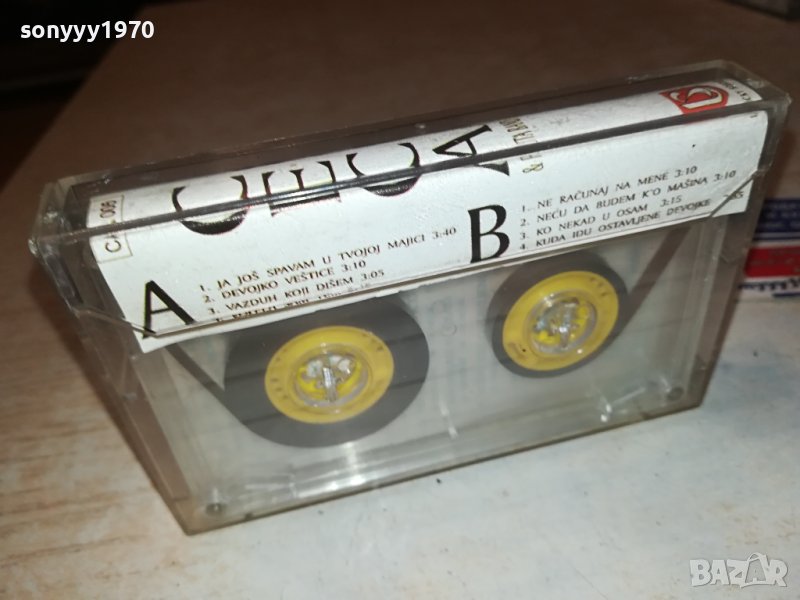 sonyyy1970
CECA
A
1. JA JOŠ SPAVAM U TVOJOJ MAJICI 3:40
2. DEVOJKO VEŠTICE 3:10
3. VAZDUH KOJI DIŠEM 3:05
B
1. NE RAČUNAJ NA MENE 3:10
2. NEĆU DA BUDEM K'O MAŠINA 3:10
3. KO NEKAD U OSAM 3:15
4. KUDA IDU OSTAVLJENE DEVOJKE
BAZAR